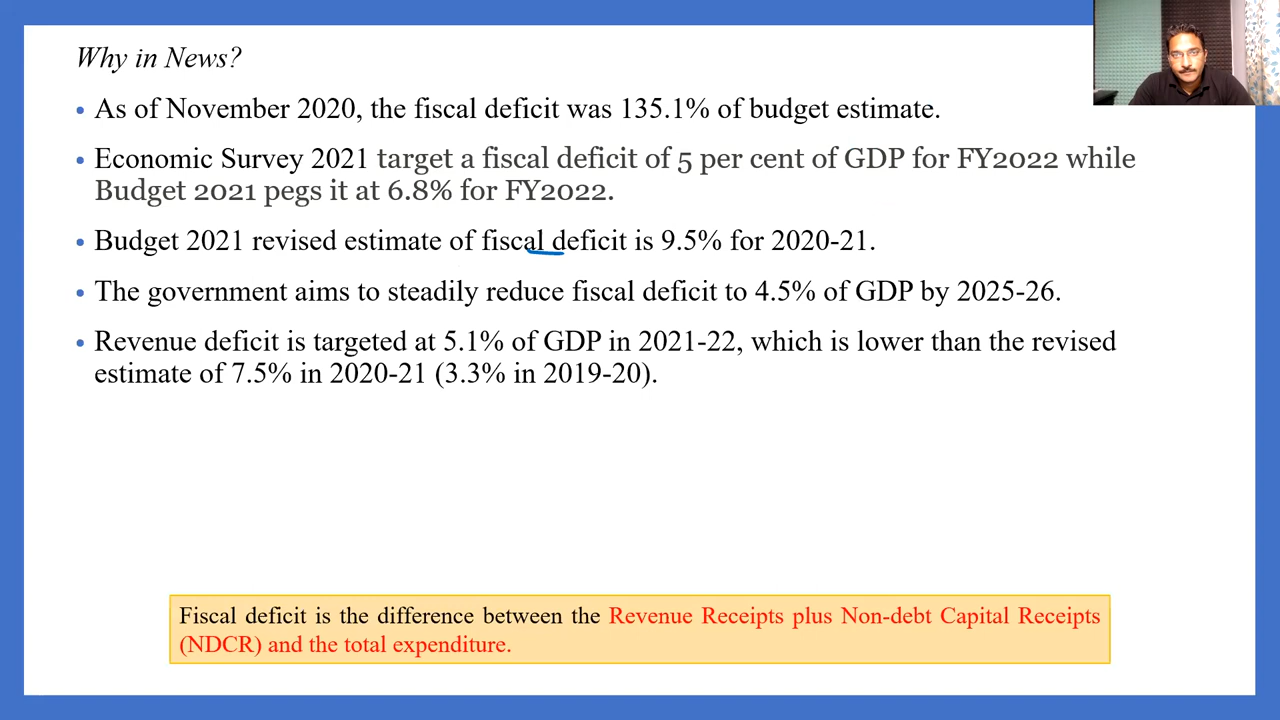 Why in News?
• As of November 2020, the fiscal deficit was 135.1% of budget estimate.
• Economic Survey 2021 target a fiscal deficit of 5 per cent of GDP for FY2022 while
Budget 2021 pegs it at 6.8% for FY2022.
• Budget 2021 revised estimate of fiscal deficit is 9.5% for 2020-21.
• The government aims to steadily reduce fiscal deficit to 4.5% of GDP by 2025-26.
• Revenue deficit is targeted at 5.1% of GDP in 2021-22, which is lower than the revised
estimate of 7.5% in 2020-21 (3.3% in 2019-20).
Fiscal deficit is the difference between the Revenue Receipts plus Non-debt Capital Receipts
(NDCR) and the total expenditure.